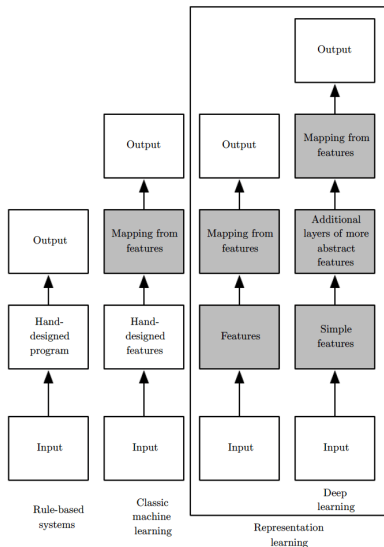 Output
Output
Output
Mapping from
features
Output
Mapping from
features
Mapping from
features
Additional
layers of more
abstract
features
Hand-
designed
program
Hand-
designed
features
Features
Simple
features
Input
Input
Input
Input
Rule-based
systems
Classic
machine
learning
Representation
learning
Deep
learning